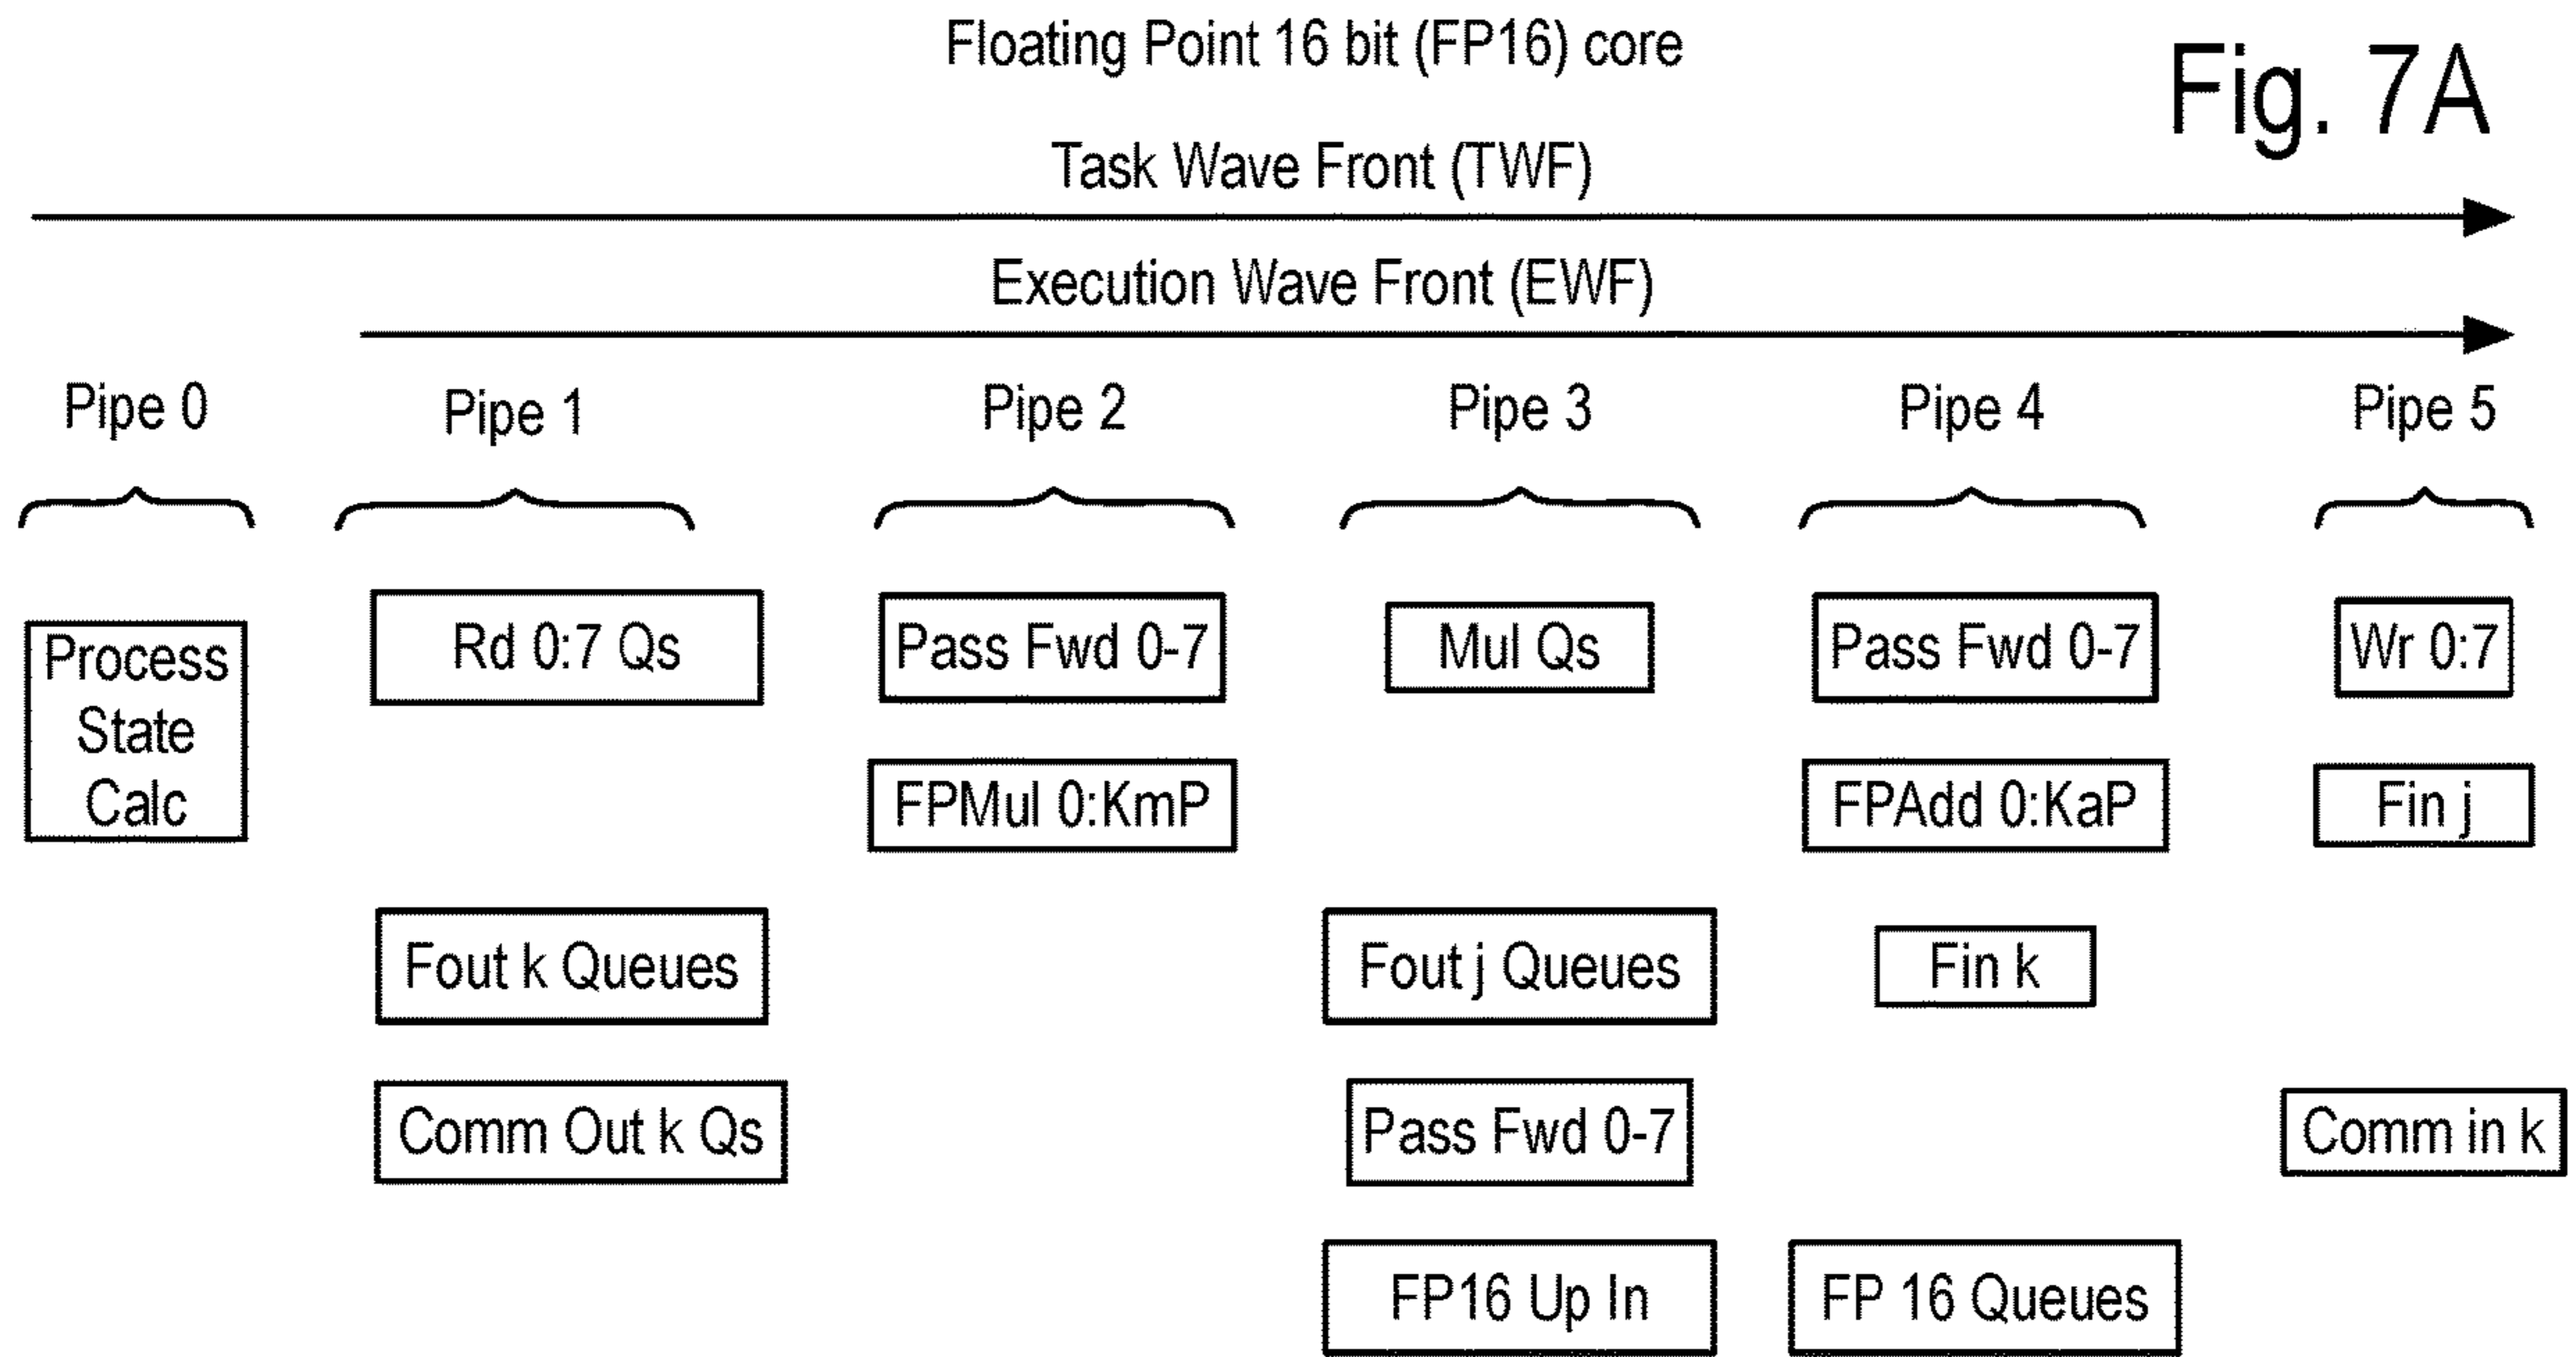 Floating Point 16 bit (FP16) core
Fig. 7A
Task Wave Front (TWF)
Execution Wave Front (EWF)
Pipe 0
Pipe 1
Pipe 2
Pipe 3
Pipe 4
Pipe 5
Process
State
Calc
Rd 0:7 Qs
Pass Fwd 0-7
Mul Qs
Pass Fwd 0-7
Wr 0:7
FPMul 0:KmP
FPAdd 0:KaP
Fin j
Fout k Queues
Fout j Queues
Fin k
Comm Out k Qs
Pass Fwd 0-7
Comm in k
FP16 Up In
FP 16 Queues